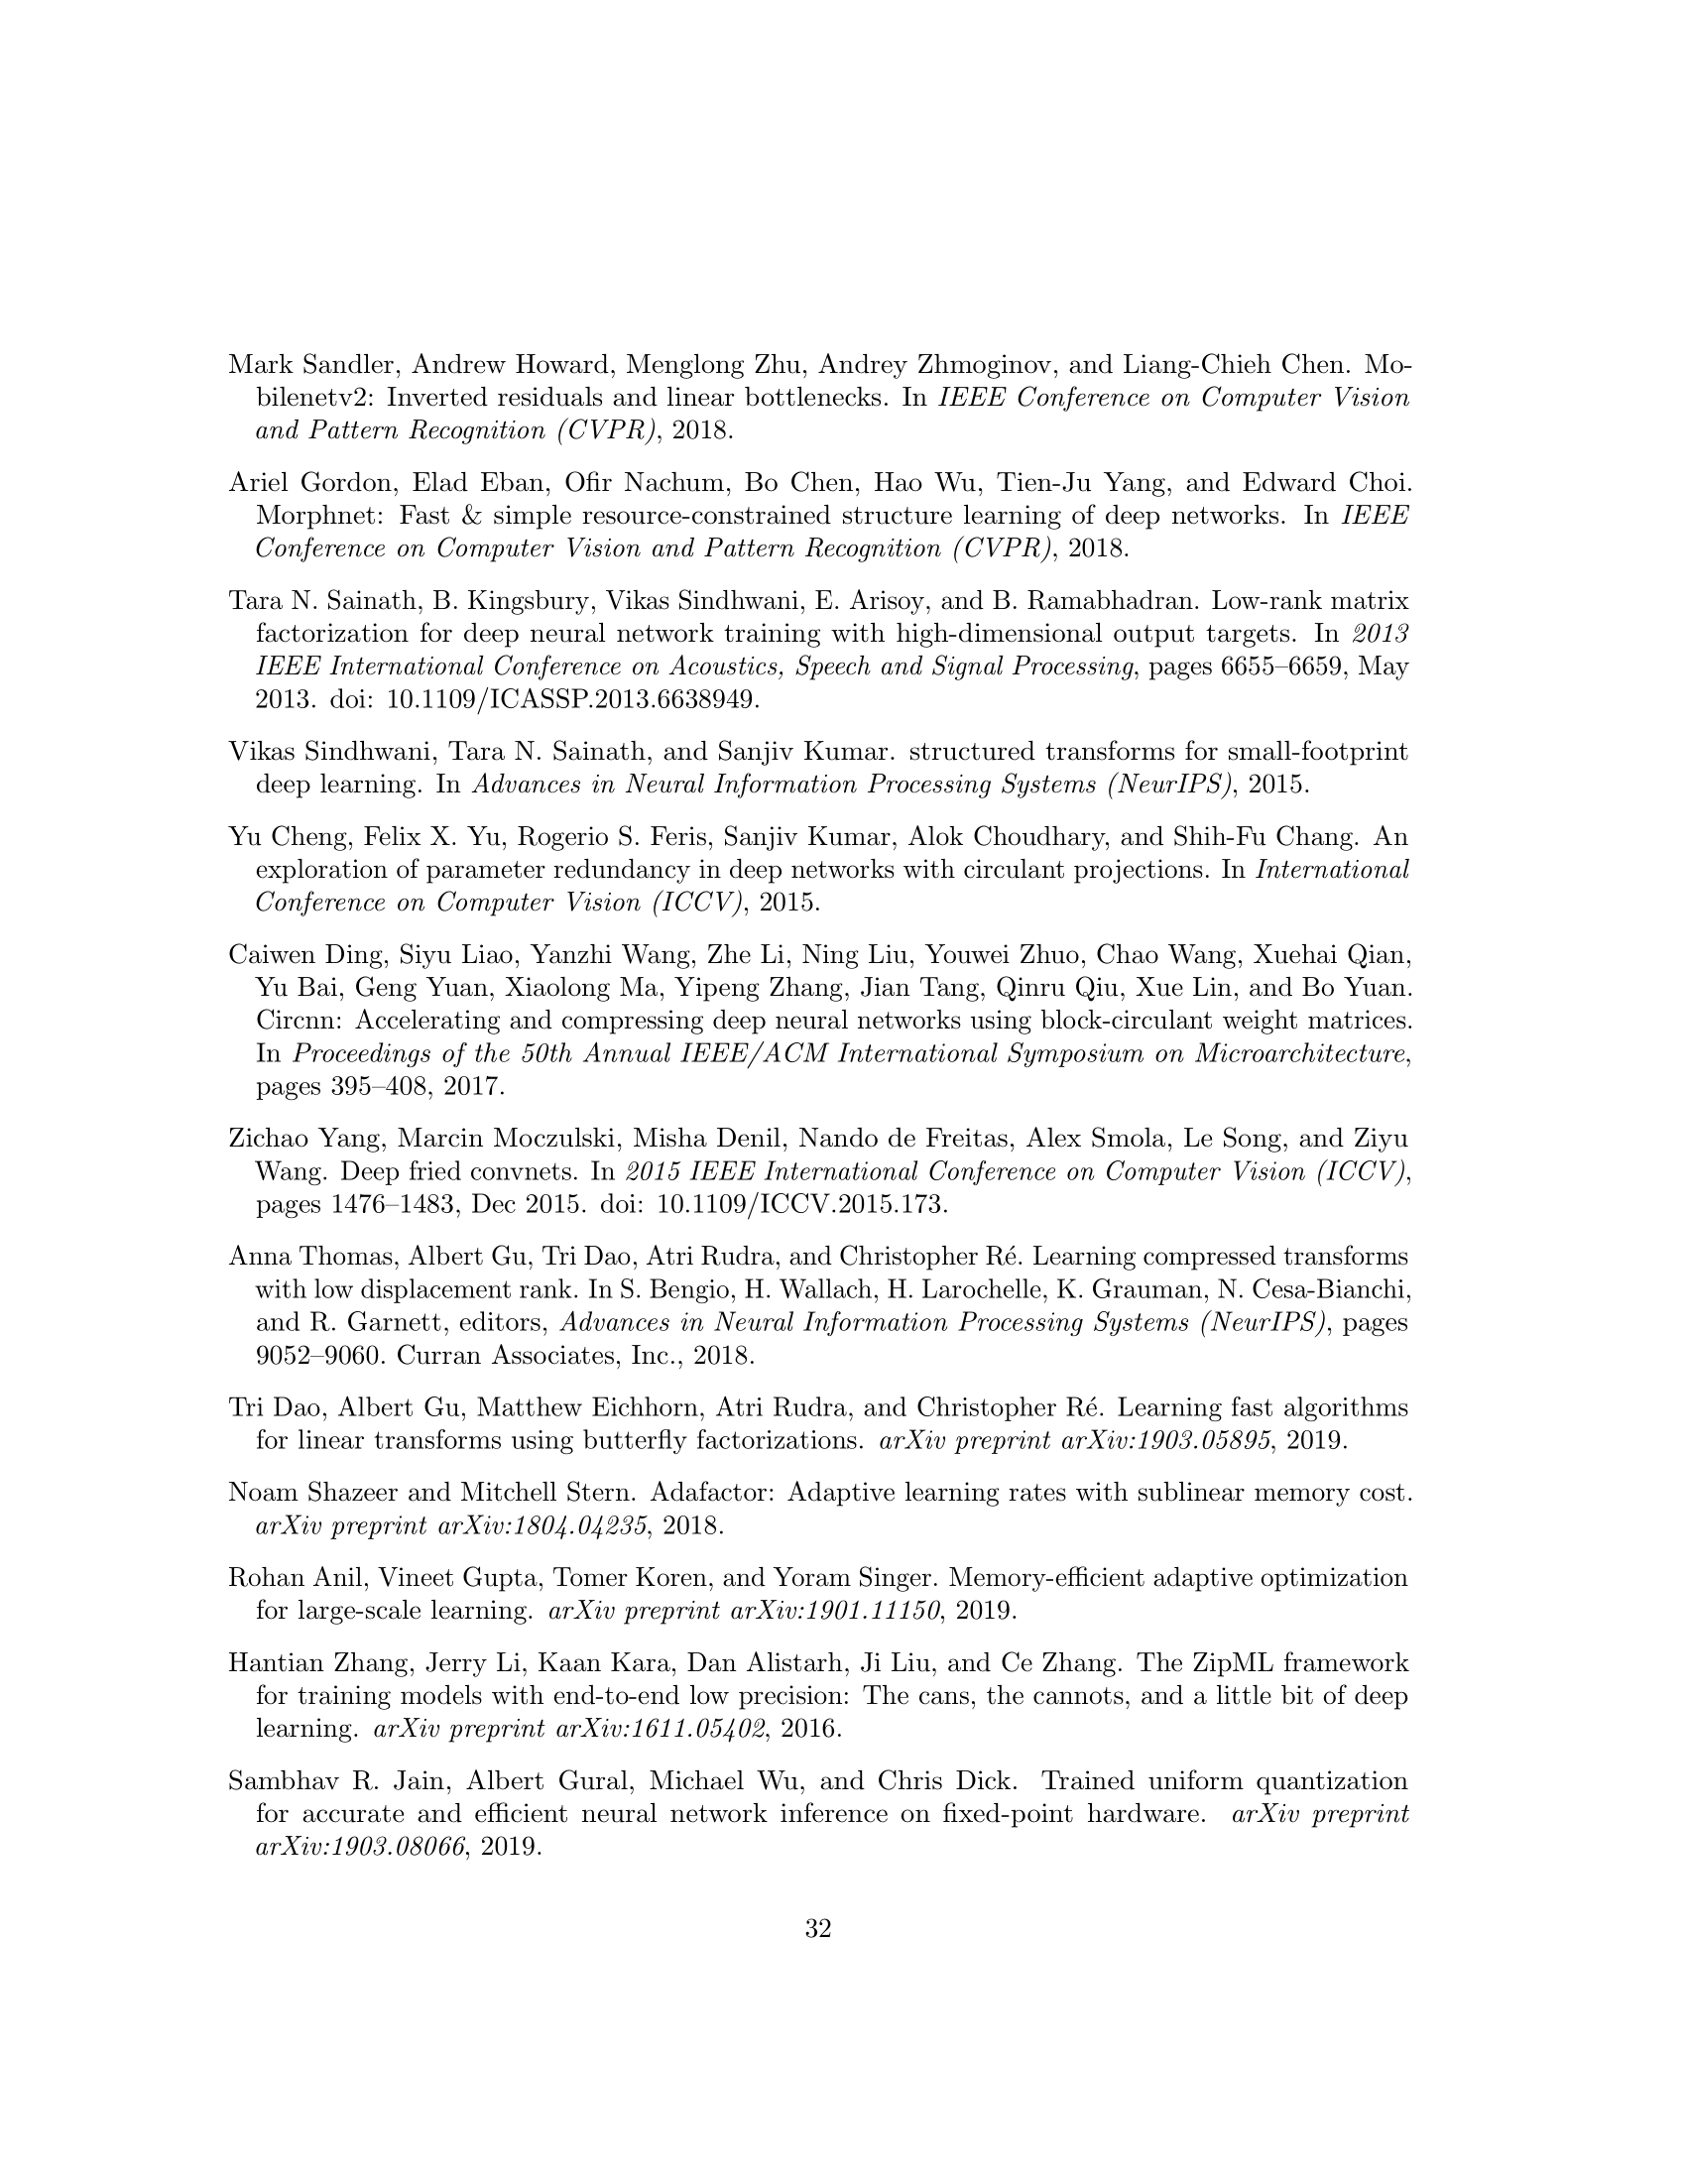 Mark Sandler, Andrew Howard, Menglong Zhu, Andrey Zhmoginov, and Liang-Chieh Chen. Mo-
bilenetv2: Inverted residuals and linear bottlenecks. In IEEE Conference on Computer Vision
and Pattern Recognition (CVPR), 2018.
Ariel Gordon, Elad Eban, Ofir Nachum, Bo Chen, Hao Wu, Tien-Ju Yang, and Edward Choi.
Morphnet: Fast & simple resource-constrained structure learning of deep networks. In IEEE
Conference on Computer Vision and Pattern Recognition (CVPR), 2018.
Tara N. Sainath, B. Kingsbury, Vikas Sindhwani, E. Arisoy, and B. Ramabhadran. Low-rank matrix
factorization for deep neural network training with high-dimensional output targets. In 2013
IEEE International Conference on Acoustics, Speech and Signal Processing, pages 6655–6659, May
2013. doi: 10.1109/ICASSP.2013.6638949.
Vikas Sindhwani, Tara N. Sainath, and Sanjiv Kumar. structured transforms for small-footprint
deep learning. In Advances in Neural Information Processing Systems (NeurIPS), 2015.
Yu Cheng, Felix X. Yu, Rogerio S. Feris, Sanjiv Kumar, Alok Choudhary, and Shih-Fu Chang. An
exploration of parameter redundancy in deep networks with circulant projections. In International
Conference on Computer Vision (ICCV), 2015.
Caiwen Ding, Siyu Liao, Yanzhi Wang, Zhe Li, Ning Liu, Youwei Zhuo, Chao Wang, Xuehai Qian,
Yu Bai, Geng Yuan, Xiaolong Ma, Yipeng Zhang, Jian Tang, Qinru Qiu, Xue Lin, and Bo Yuan.
Circnn: Accelerating and compressing deep neural networks using block-circulant weight matrices.
In Proceedings of the 50th Annual IEEE/ACM International Symposium on Microarchitecture,
pages 395–408, 2017.
Zichao Yang, Marcin Moczulski, Misha Denil, Nando de Freitas, Alex Smola, Le Song, and Ziyu
Wang. Deep fried convnets. In 2015 IEEE International Conference on Computer Vision (ICCV),
pages 1476–1483, Dec 2015. doi: 10.1109/ICCV.2015.173.
Anna Thomas, Albert Gu, Tri Dao, Atri Rudra, and Christopher Ré. Learning compressed transforms
with low displacement rank. In S. Bengio, H. Wallach, H. Larochelle, K. Grauman, N. Cesa-Bianchi,
and R. Garnett, editors, Advances in Neural Information Processing Systems (NeurIPS), pages
9052–9060. Curran Associates, Inc., 2018.
Tri Dao, Albert Gu, Matthew Eichhorn, Atri Rudra, and Christopher Ré. Learning fast algorithms
for linear transforms using butterfly factorizations. arXiv preprint arXiv:1903.05895, 2019.
Noam Shazeer and Mitchell Stern. Adafactor: Adaptive learning rates with sublinear memory cost.
arXiv preprint arXiv:1804.04235, 2018.
Rohan Anil, Vineet Gupta, Tomer Koren, and Yoram Singer. Memory-efficient adaptive optimization
for large-scale learning. arXiv preprint arXiv:1901.11150, 2019.
Hantian Zhang, Jerry Li, Kaan Kara, Dan Alistarh, Ji Liu, and Ce Zhang. The ZipML framework
for training models with end-to-end low precision: The cans, the cannots, and a little bit of deep
learning. arXiv preprint arXiv:1611.05402, 2016.
Sambhav R. Jain, Albert Gural, Michael Wu, and Chris Dick. Trained uniform quantization
for accurate and efficient neural network inference on fixed-point hardware. arXiv preprint
arXiv:1903.08066, 2019.
32